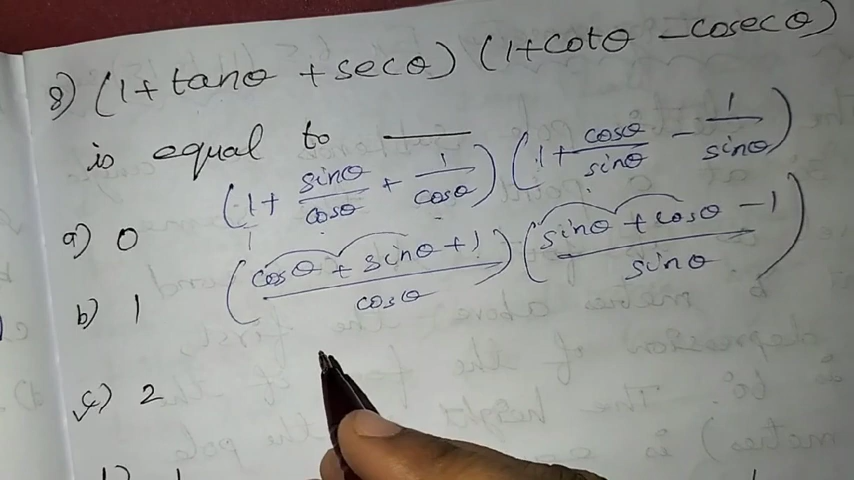 8) (1+tanθ +secθ) (1+cotθ -cosecθ)
is equal to ____
(1 + sinθ/cosθ + 1/cosθ) (1 + cosθ/sinθ - 1/sinθ)
a) 0
(cosθ + sinθ +1/cosθ) (sinθ + cosθ -1/sinθ)
b) 1
c) 2